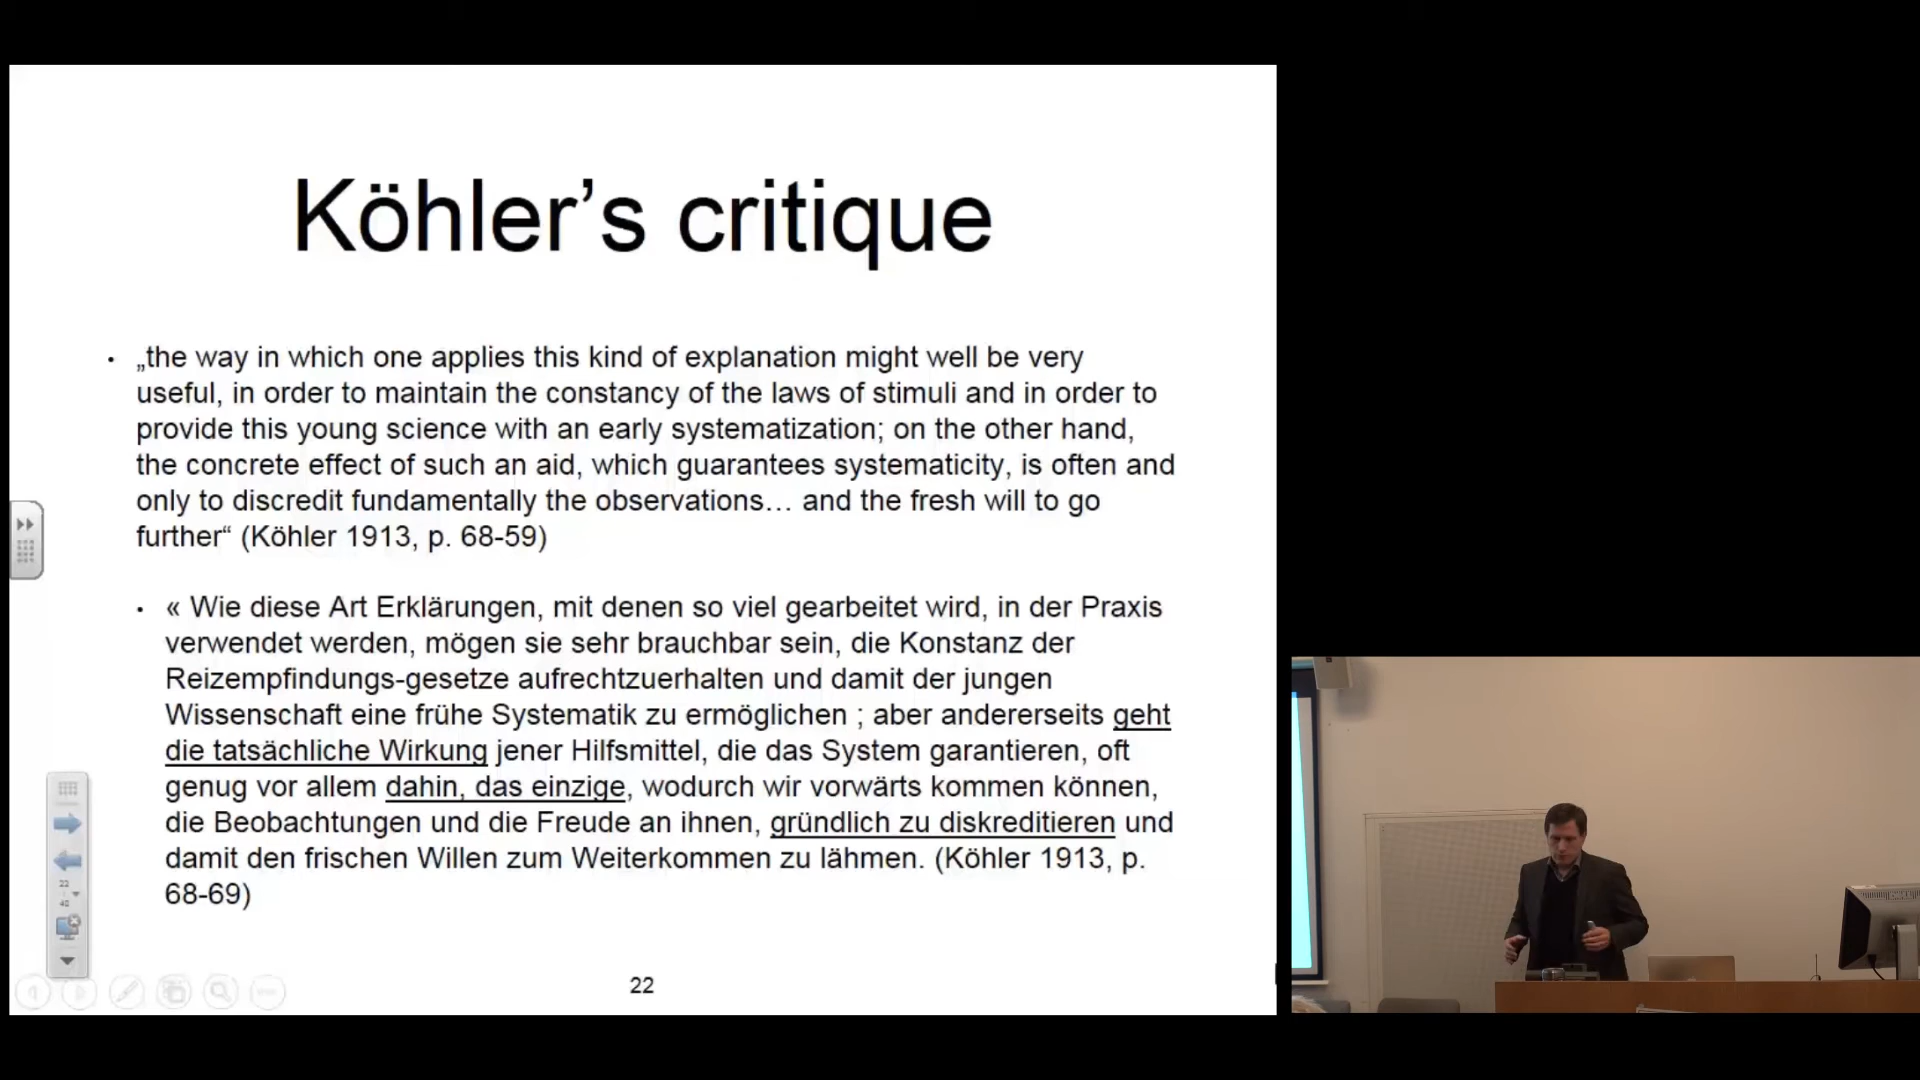 Köhler’s critique
• „the way in which one applies this kind of explanation might well be very
useful, in order to maintain the constancy of the laws of stimuli and in order to
provide this young science with an early systematization; on the other hand,
the concrete effect of such an aid, which guarantees systematicity, is often and
only to discredit fundamentally the observations… and the fresh will to go
further“ (Köhler 1913, p. 68-59)
• « Wie diese Art Erklärungen, mit denen so viel gearbeitet wird, in der Praxis
verwendet werden, mögen sie sehr brauchbar sein, die Konstanz der
Reizempfindungs-gesetze aufrechtzuerhalten und damit der jungen
Wissenschaft eine frühe Systematik zu ermöglichen ; aber andererseits geht
die tatsächliche Wirkung jener Hilfsmittel, die das System garantieren, oft
genug vor allem dahin, das einzige, wodurch wir vorwärts kommen können,
die Beobachtungen und die Freude an ihnen, gründlich zu diskreditieren und
damit den frischen Willen zum Weiterkommen zu lähmen. (Köhler 1913, p.
68-69)
22
22